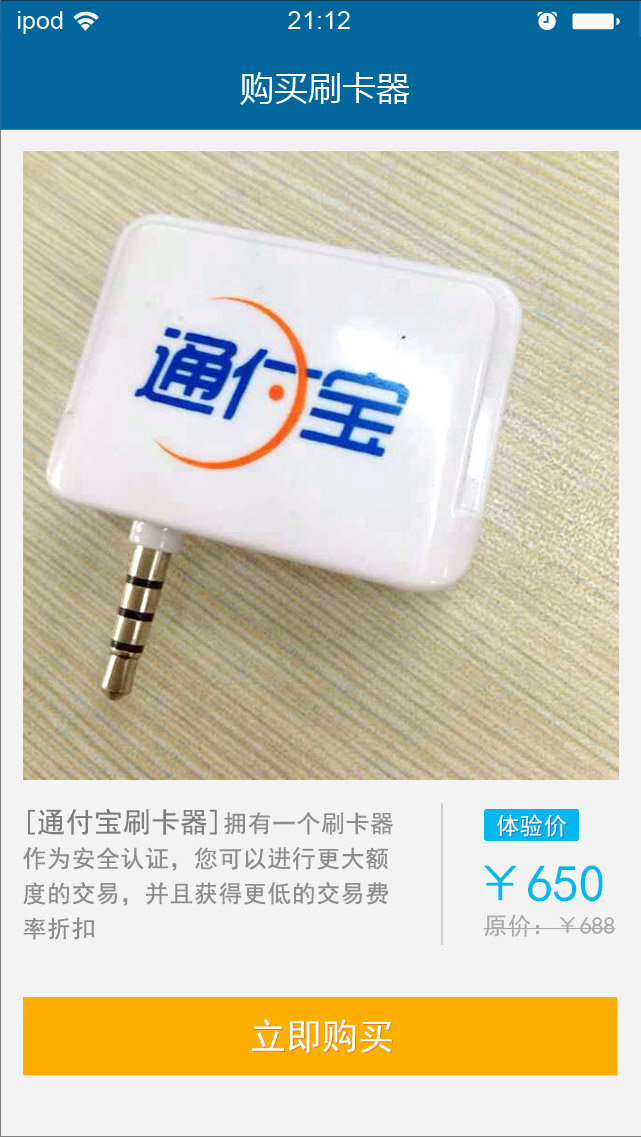 ipod 21:12
购买刷卡器
通付宝
[通付宝刷卡器]拥有一个刷卡器
作为安全认证，您可以进行更大额
度的交易，并且获得更低的交易费
率折扣
体验价
￥650
原价：￥688
立即购买